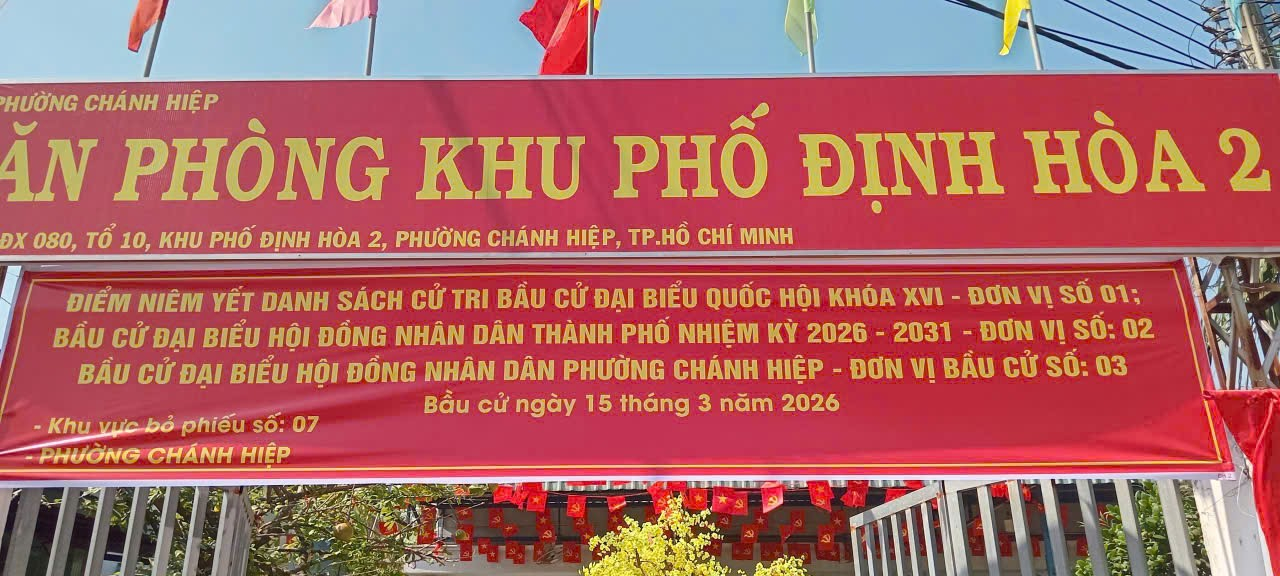 PHƯỜNG CHÁNH HIỆP
ĂN PHÒNG KHU PHỐ ĐỊNH HÒA 2
ĐX 080, TỔ 10, KHU PHỐ ĐỊNH HÒA 2, PHƯỜNG CHÁNH HIỆP, TP.HỒ CHÍ MINH
ĐIỂM NIÊM YẾT DANH SÁCH CỬ TRI BẦU CỬ ĐẠI BIỂU QUỐC HỘI KHÓA XVI - ĐƠN VỊ SỐ 01;
BẦU CỬ ĐẠI BIỂU HỘI ĐỒNG NHÂN DÂN THÀNH PHỐ NHIỆM KỲ 2026 - 2031 - ĐƠN VỊ SỐ: 02
BẦU CỬ ĐẠI BIỂU HỘI ĐỒNG NHÂN DÂN PHƯỜNG CHÁNH HIỆP - ĐƠN VỊ BẦU CỬ SỐ: 03
Bầu cử ngày 15 tháng 3 năm 2026
- Khu vực bỏ phiếu số: 07
- PHƯỜNG CHÁNH HIỆP